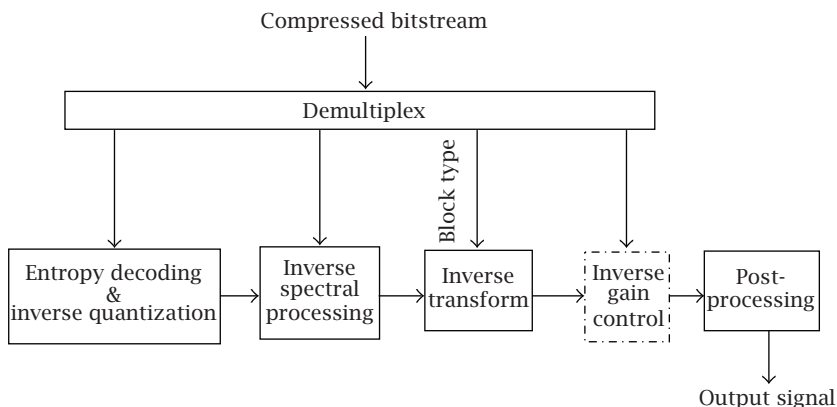 Compressed bitstream
Demultiplex
Block type
Entropy decoding
&
inverse quantization
Inverse
spectral
processing
Inverse
transform
Inverse
gain
control
Post-
processing
Output signal